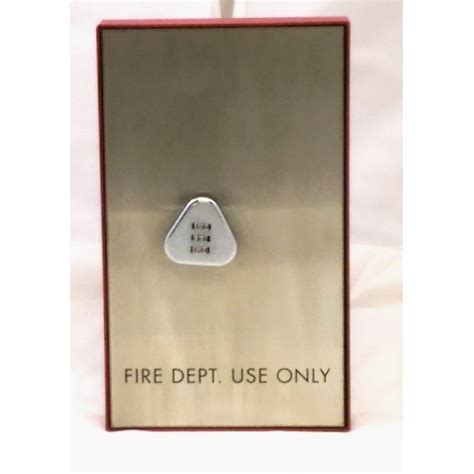 FIRE DEPT. USE ONLY